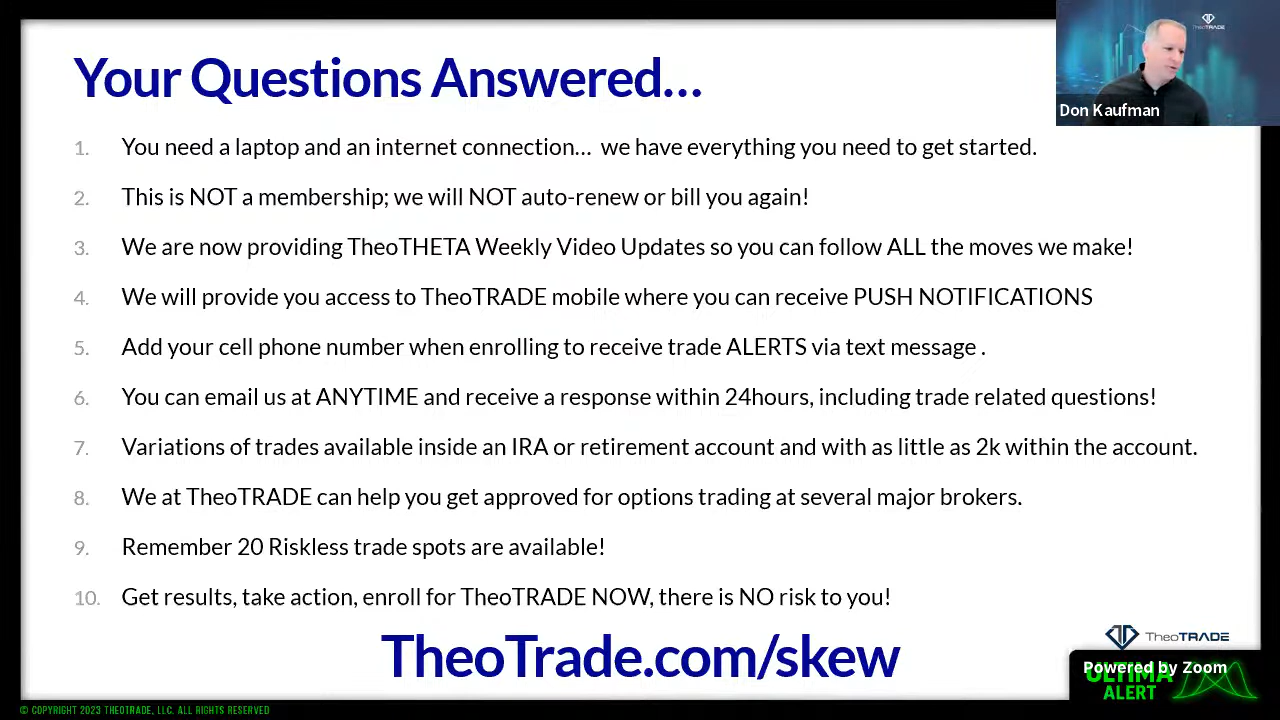 Your Questions Answered...
TheoTRADE
Don Kaufman
1. You need a laptop and an internet connection... we have everything you need to get started.
2. This is NOT a membership; we will NOT auto-renew or bill you again!
3. We are now providing TheoTHETA Weekly Video Updates so you can follow ALL the moves we make!
4. We will provide you access to TheoTRADE mobile where you can receive PUSH NOTIFICATIONS
5. Add your cell phone number when enrolling to receive trade ALERTS via text message .
6. You can email us at ANYTIME and receive a response within 24hours, including trade related questions!
7. Variations of trades available inside an IRA or retirement account and with as little as 2k within the account.
8. We at TheoTRADE can help you get approved for options trading at several major brokers.
9. Remember 20 Riskless trade spots are available!
10. Get results, take action, enroll for TheoTRADE NOW, there is NO risk to you!
TheoTrade.com/skew
TheoTRADE
Powered by Zoom
ULTIMA
ALERT
© COPYRIGHT 2023 THEOTRADE, LLC. ALL RIGHTS RESERVED